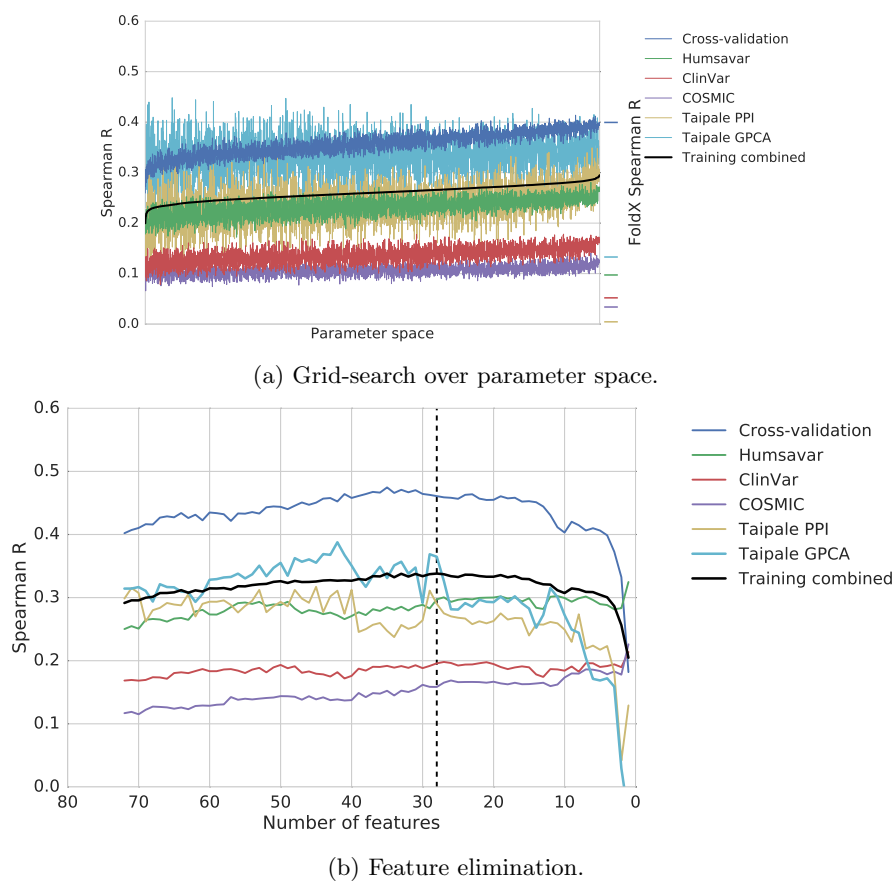 0.6
0.5
0.4
0.3
0.2
0.1
0.0
Spearman R
Parameter space
FoldX Spearman R
Cross-validation
Humsavar
ClinVar
COSMIC
Taipale PPI
Taipale GPCA
Training combined
(a) Grid-search over parameter space.
0.6
0.5
0.4
0.3
0.2
0.1
0.0
Spearman R
80 70 60 50 40 30 20 10 0
Number of features
Cross-validation
Humsavar
ClinVar
COSMIC
Taipale PPI
Taipale GPCA
Training combined
(b) Feature elimination.